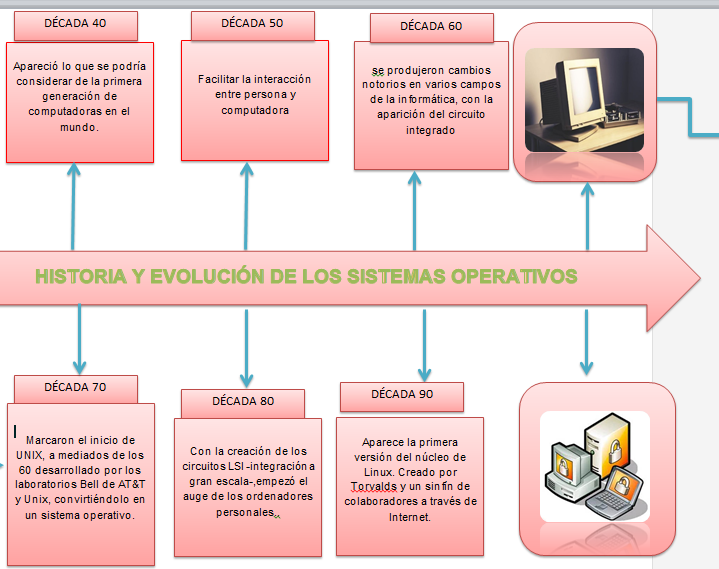 DÉCADA 40
Apareció lo que se podría
considerar de la primera
generación de
computadoras en el
mundo.
DÉCADA 50
Facilitar la interacción
entre persona y
computadora
DÉCADA 60
se produjeron cambios
notorios en varios campos
de la informática, con la
aparición del circuito
integrado
HISTORIA Y EVOLUCIÓN DE LOS SISTEMAS OPERATIVOS
DÉCADA 70
Marcaron el inicio de
UNIX, a mediados de los
60 desarrollado por los
laboratorios Bell de AT&T
y Unix, convirtiéndolo en
un sistema operativo.
DÉCADA 80
Con la creación de los
circuitos LSI -integración a
gran escala-,empezó el
auge de los ordenadores
personales,.
DÉCADA 90
Aparece la primera
versión del núcleo de
Linux. Creado por
Torvalds y un sin fín de
colaboradores a través de
Internet.